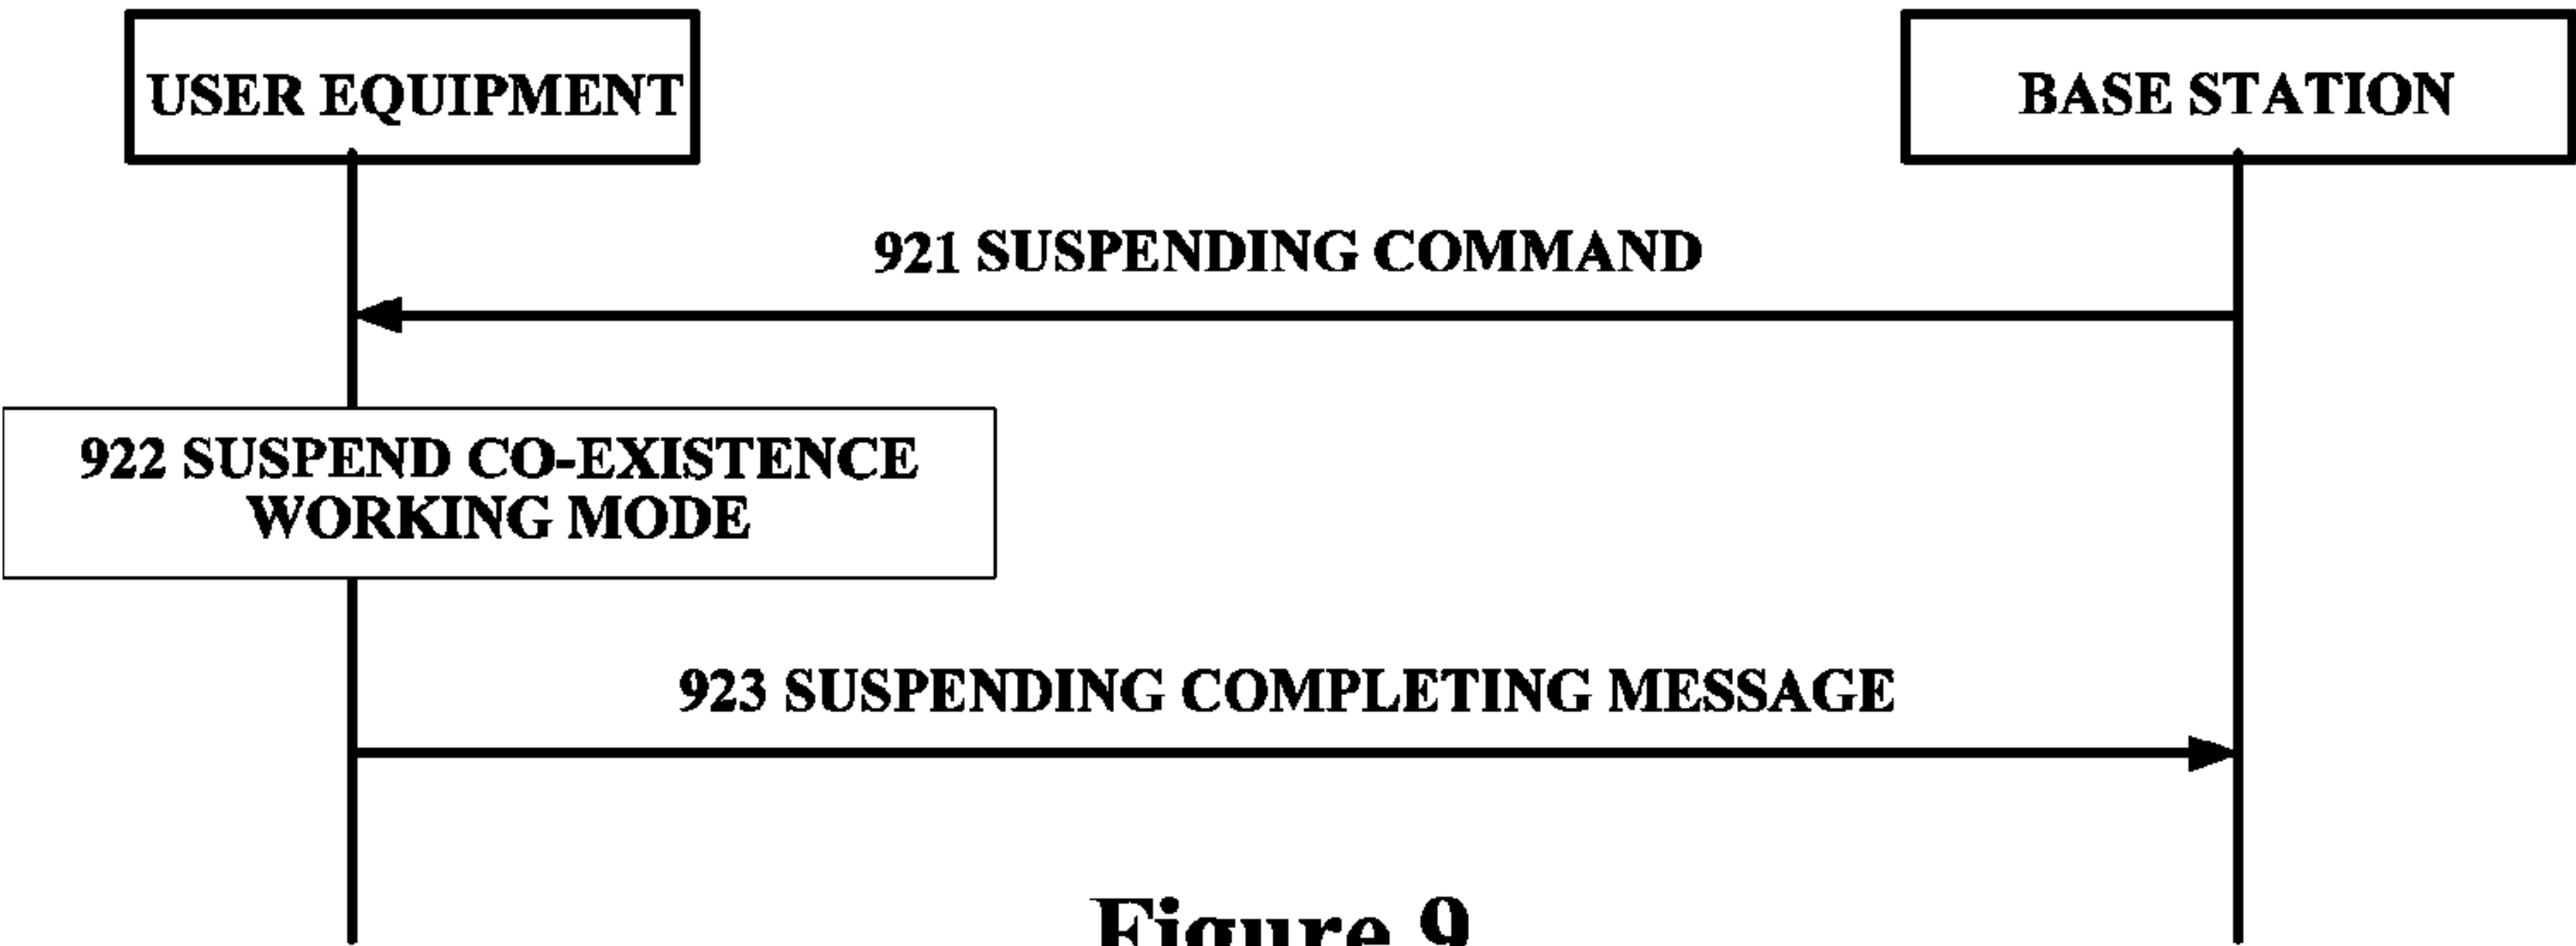 USER EQUIPMENT
BASE STATION
921 SUSPENDING COMMAND
922 SUSPEND CO-EXISTENCE
WORKING MODE
923 SUSPENDING COMPLETING MESSAGE
Figure 9